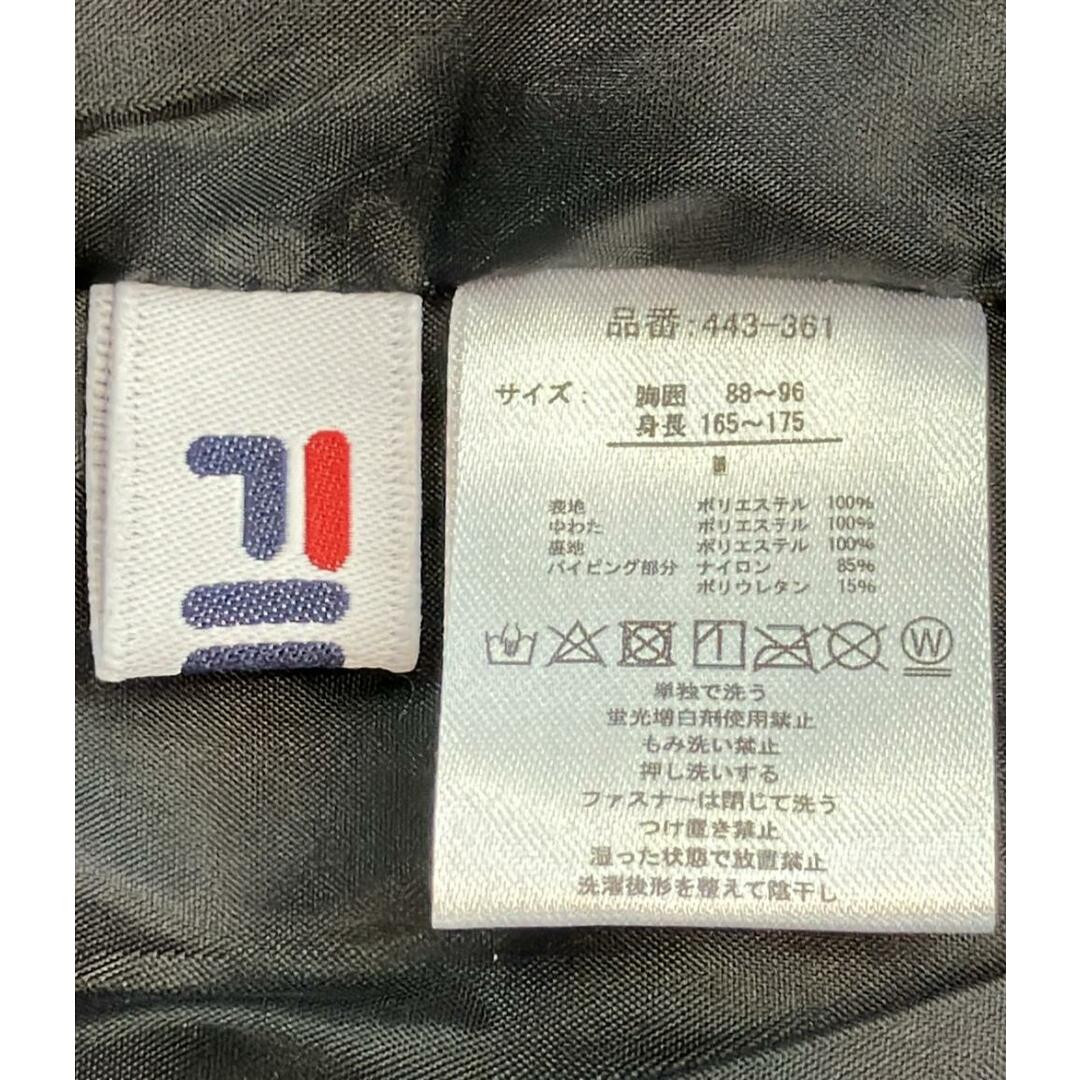 品番:443-361
サイズ: 胸囲 88～96
身長 165～175
M
表地 ポリエステル 100%
中わた ポリエステル 100%
裏地 ポリエステル 100%
パイピング部分 ナイロン 85%
ポリウレタン 15%
W
単独で洗う
蛍光増白剤使用禁止
もみ洗い禁止
押し洗いする
ファスナーは閉じて洗う
つけ置き禁止
湿った状態で放置禁止
洗濯後形を整えて陰干し